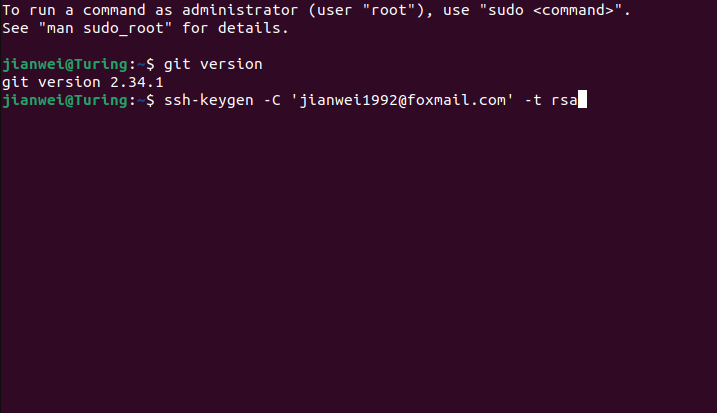 To run a command as administrator (user "root"), use "sudo <command>".
See "man sudo_root" for details.
jianwei@Turing:~$ git version
git version 2.34.1
jianwei@Turing:~$ ssh-keygen -C 'jianwei1992@foxmail.com' -t rsa